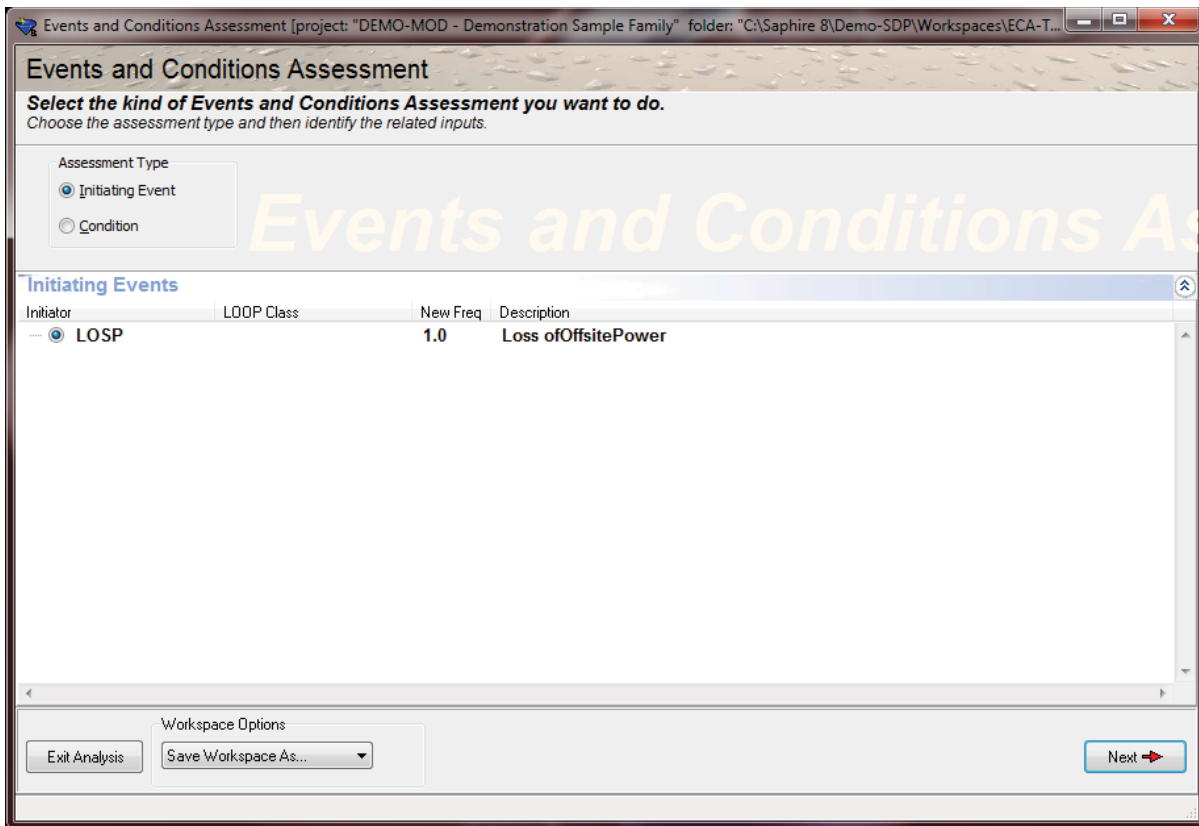 Events and Conditions Assessment [project: "DEMO-MOD - Demonstration Sample Family" folder: "C:\Saphire 8\Demo-SDP\Workspaces\ECA-T...
Events and Conditions Assessment
Select the kind of Events and Conditions Assessment you want to do.
Choose the assessment type and then identify the related inputs.
Assessment Type
Initiating Event
Condition
Events and Conditions As
Initiating Events
Initiator LOOP Class New Freq Description
LOSP 1.0 Loss ofOffsitePower
Workspace Options
Exit Analysis Save Workspace As... Next